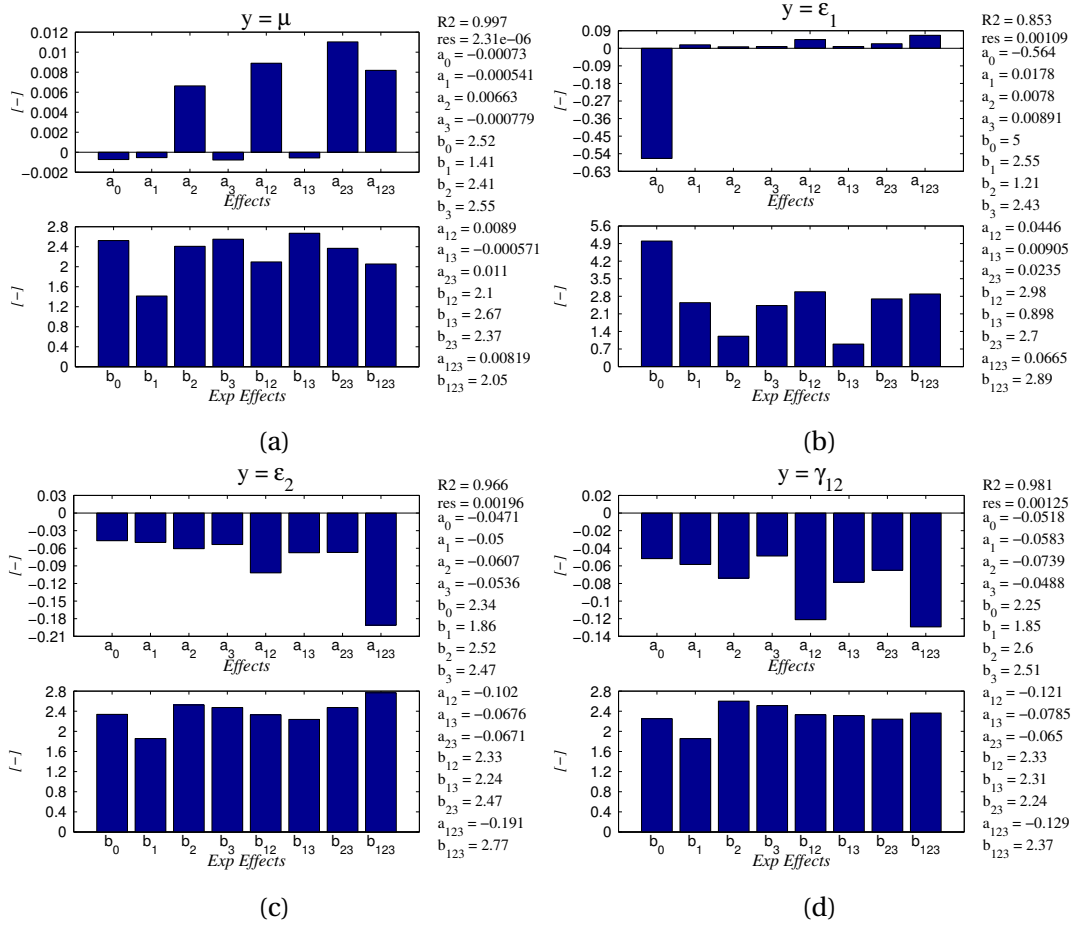 y = μ
0.012
0.01
0.008
0.006
0.004
0.002
0
−0.002
[−]
a0 a1 a2 a3 a12 a13 a23 a123
Effects
2.8
2.4
2
1.6
1.2
0.8
0.4
0
[−]
b0 b1 b2 b3 b12 b13 b23 b123
Exp Effects
R2 = 0.997
res = 2.31e−06
a0 = −0.00073
a1 = −0.000541
a2 = 0.00663
a3 = −0.000779
b0 = 2.52
b1 = 1.41
b2 = 2.41
b3 = 2.55
a12 = 0.0089
a13 = −0.000571
a23 = 0.011
b12 = 2.1
b13 = 2.67
b23 = 2.37
a123 = 0.00819
b123 = 2.05
(a)
y = ε1
0.09
0
−0.09
−0.18
−0.27
−0.36
−0.45
−0.54
−0.63
[−]
a0 a1 a2 a3 a12 a13 a23 a123
Effects
5.6
4.9
4.2
3.5
2.8
2.1
1.4
0.7
0
[−]
b0 b1 b2 b3 b12 b13 b23 b123
Exp Effects
R2 = 0.853
res = 0.00109
a0 = −0.564
a1 = 0.0178
a2 = 0.0078
a3 = 0.00891
b0 = 5
b1 = 2.55
b2 = 1.21
b3 = 2.43
a12 = 0.0446
a13 = 0.00905
a23 = 0.0235
b12 = 2.98
b13 = 0.898
b23 = 2.7
a123 = 0.0665
b123 = 2.89
(b)
y = ε2
0.03
0
−0.03
−0.06
−0.09
−0.12
−0.15
−0.18
−0.21
[−]
a0 a1 a2 a3 a12 a13 a23 a123
Effects
2.8
2.4
2
1.6
1.2
0.8
0.4
0
[−]
b0 b1 b2 b3 b12 b13 b23 b123
Exp Effects
R2 = 0.966
res = 0.00196
a0 = −0.0471
a1 = −0.05
a2 = −0.0607
a3 = −0.0536
b0 = 2.34
b1 = 1.86
b2 = 2.52
b3 = 2.47
a12 = −0.102
a13 = −0.0676
a23 = −0.0671
b12 = 2.33
b13 = 2.24
b23 = 2.47
a123 = −0.191
b123 = 2.77
(c)
y = γ12
0.02
0
−0.02
−0.04
−0.06
−0.08
−0.1
−0.12
−0.14
[−]
a0 a1 a2 a3 a12 a13 a23 a123
Effects
2.8
2.4
2
1.6
1.2
0.8
0.4
0
[−]
b0 b1 b2 b3 b12 b13 b23 b123
Exp Effects
R2 = 0.981
res = 0.00125
a0 = −0.0518
a1 = −0.0583
a2 = −0.0739
a3 = −0.0488
b0 = 2.25
b1 = 1.85
b2 = 2.6
b3 = 2.51
a12 = −0.121
a13 = −0.0785
a23 = −0.065
b12 = 2.33
b13 = 2.31
b23 = 2.24
a123 = −0.129
b123 = 2.37
(d)